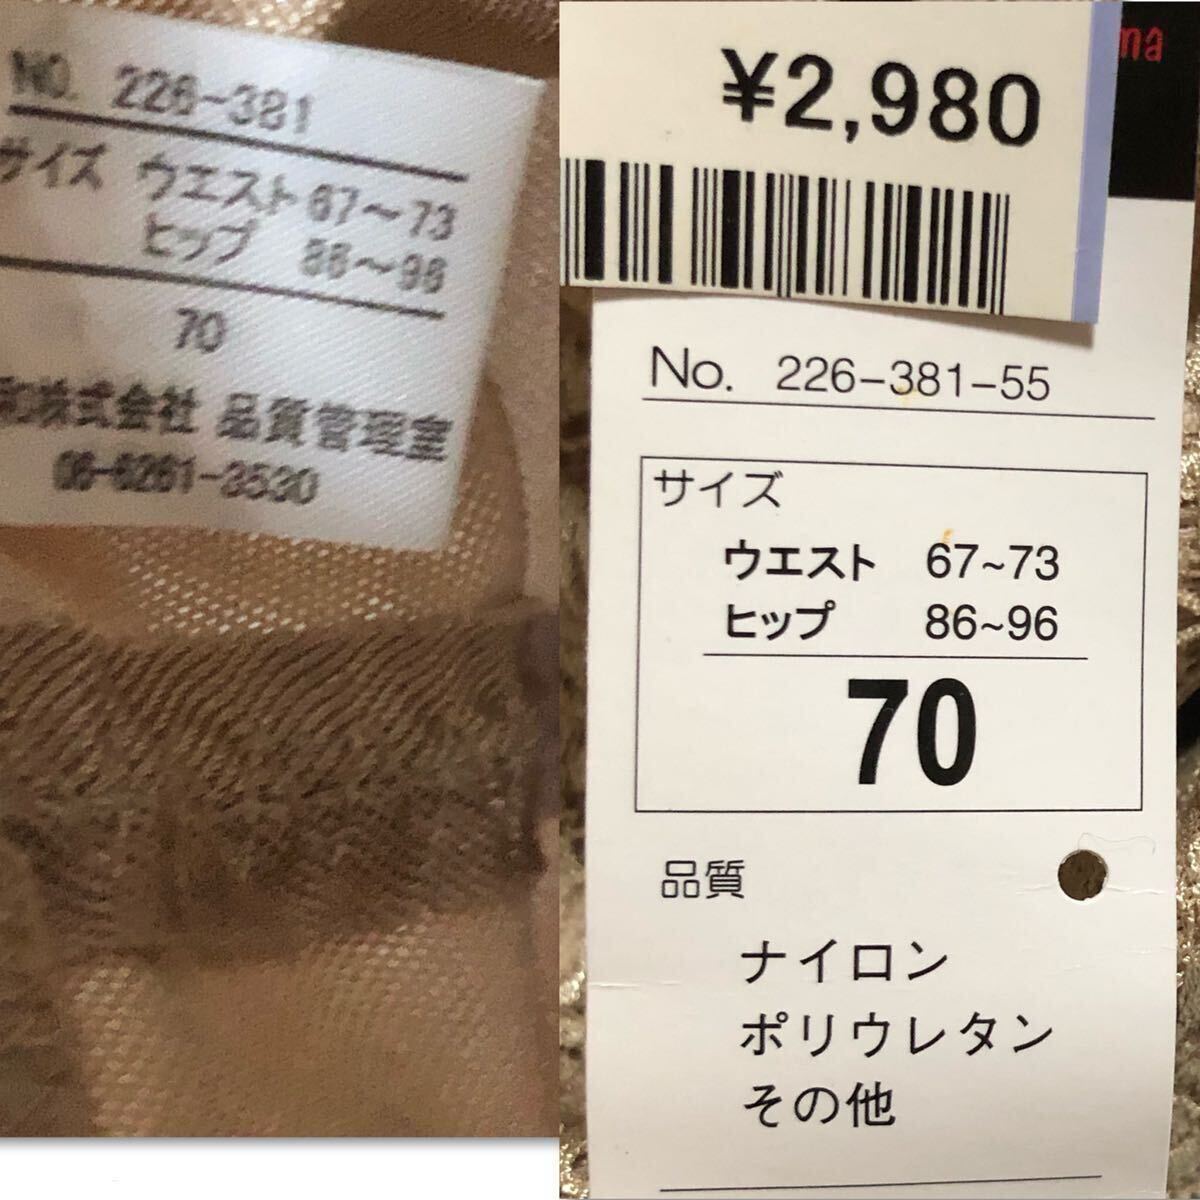 NO. 226-381
サイズ ウエスト 67～73
ヒップ 86～96
70
和株式会社 品質管理室
06-6261-3530
ma
¥2,980
No. 226-381-55
サイズ
ウエスト 67~73
ヒップ 86~96
70
品質
ナイロン
ポリウレタン
その他